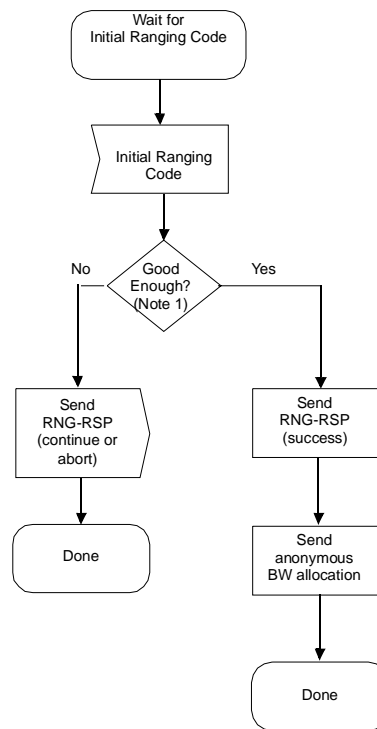 Wait for
Initial Ranging Code
Initial Ranging
Code
No
Good
Enough?
(Note 1)
Yes
Send
RNG-RSP
(continue or
abort)
Send
RNG-RSP
(success)
Done
Send
anonymous
BW allocation
Done